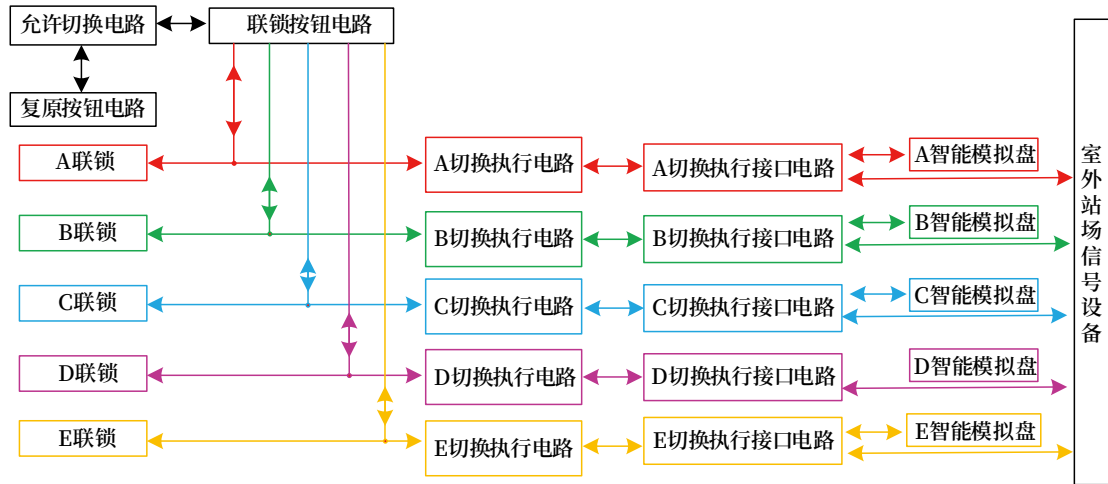 允许切换电路
联锁按钮电路
复原按钮电路
A联锁
A切换执行电路
A切换执行接口电路
A智能模拟盘
B联锁
B切换执行电路
B切换执行接口电路
B智能模拟盘
C联锁
C切换执行电路
C切换执行接口电路
C智能模拟盘
D联锁
D切换执行电路
D切换执行接口电路
D智能模拟盘
E联锁
E切换执行电路
E切换执行接口电路
E智能模拟盘
室外站场信号设备